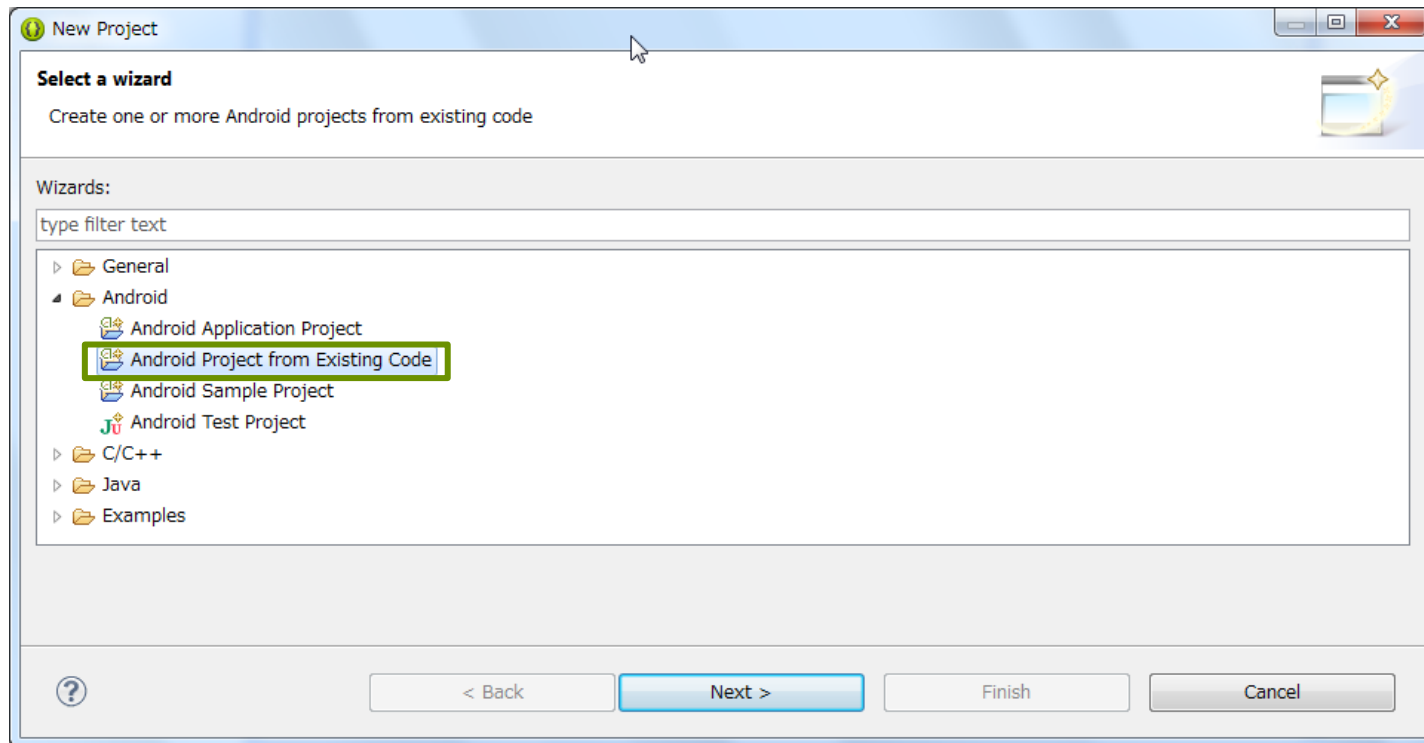 New Project
Select a wizard
Create one or more Android projects from existing code
Wizards:
type filter text
General
Android
Android Application Project
Android Project from Existing Code
Android Sample Project
Android Test Project
C/C++
Java
Examples
? < Back Next > Finish Cancel